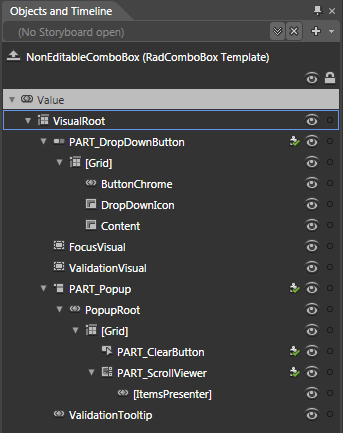 Objects and Timeline
(No Storyboard open)
NonEditableComboBox (RadComboBox Template)
Value
VisualRoot
PART_DropDownButton
[Grid]
ButtonChrome
DropDownIcon
Content
FocusVisual
ValidationVisual
PART_Popup
PopupRoot
[Grid]
PART_ClearButton
PART_ScrollViewer
[ItemsPresenter]
ValidationTooltip